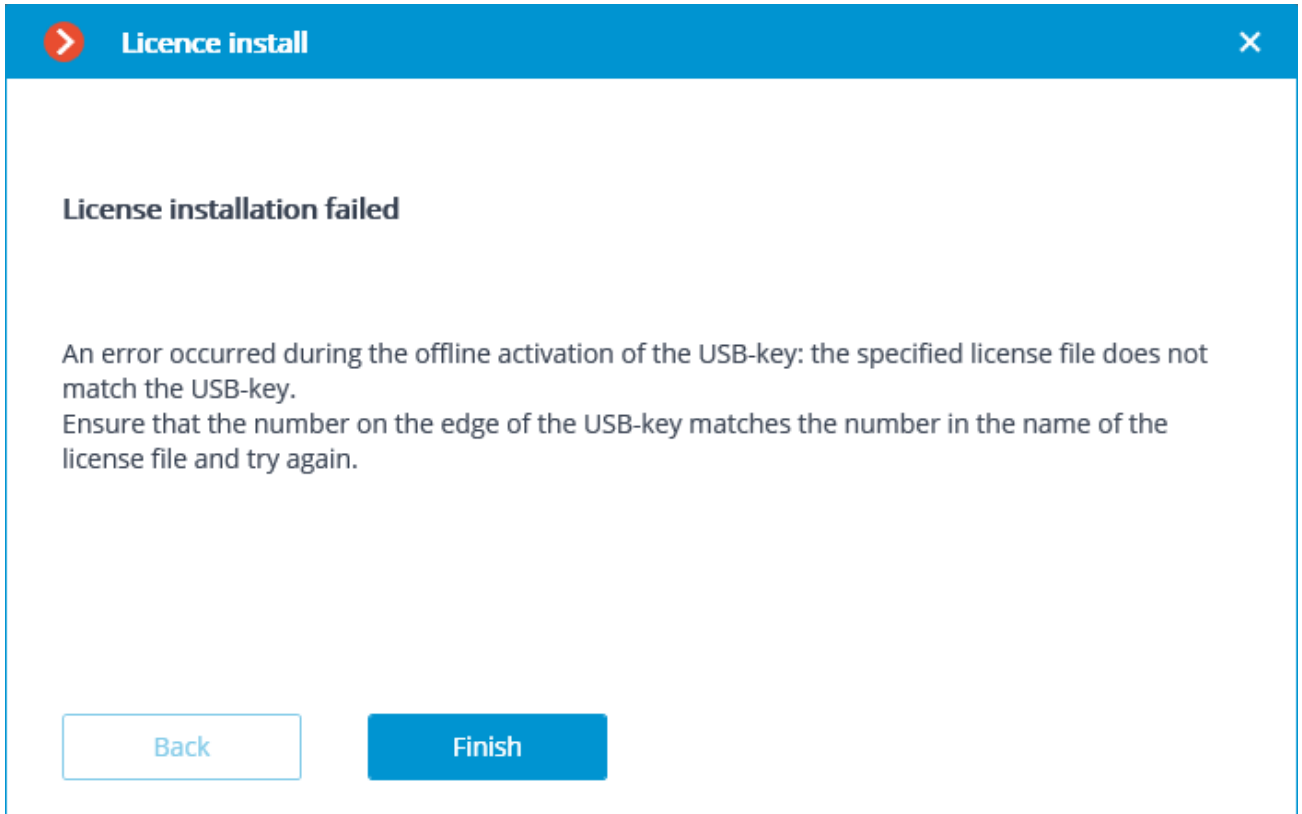 Licence install
License installation failed
An error occurred during the offline activation of the USB-key: the specified license file does not
match the USB-key.
Ensure that the number on the edge of the USB-key matches the number in the name of the
license file and try again.
Back
Finish